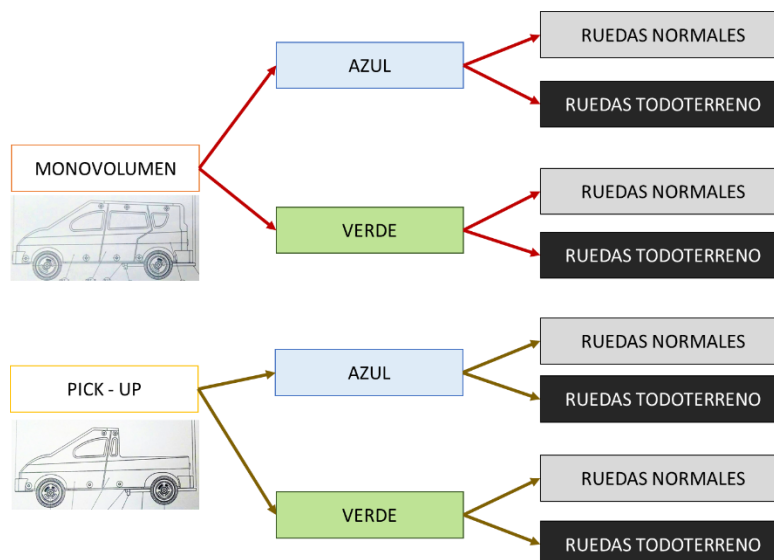 AZUL
RUEDAS NORMALES
RUEDAS TODOTERRENO
MONOVOLUMEN
VERDE
RUEDAS NORMALES
RUEDAS TODOTERRENO
PICK - UP
AZUL
RUEDAS NORMALES
RUEDAS TODOTERRENO
VERDE
RUEDAS NORMALES
RUEDAS TODOTERRENO